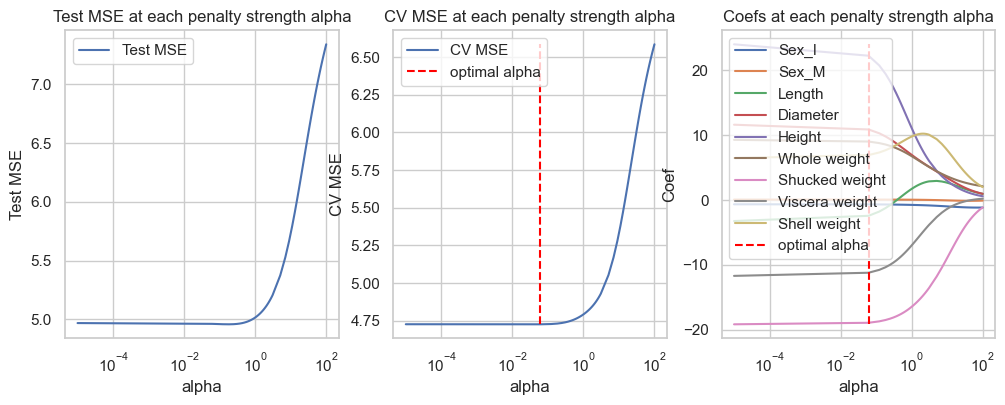 Test MSE at each penalty strength alpha
Test MSE
7.0
6.5
6.0
5.5
5.0
Test MSE
10⁻⁴
10⁻²
10⁰
10²
alpha
CV MSE at each penalty strength alpha
CV MSE
optimal alpha
6.50
6.25
6.00
5.75
5.50
5.25
5.00
4.75
CV MSE
10⁻⁴
10⁻²
10⁰
10²
alpha
Coefs at each penalty strength alpha
Sex_I
Sex_M
Length
Diameter
Height
Whole weight
Shucked weight
Viscera weight
Shell weight
optimal alpha
20
10
0
−10
−20
Coef
10⁻⁴
10⁻²
10⁰
10²
alpha